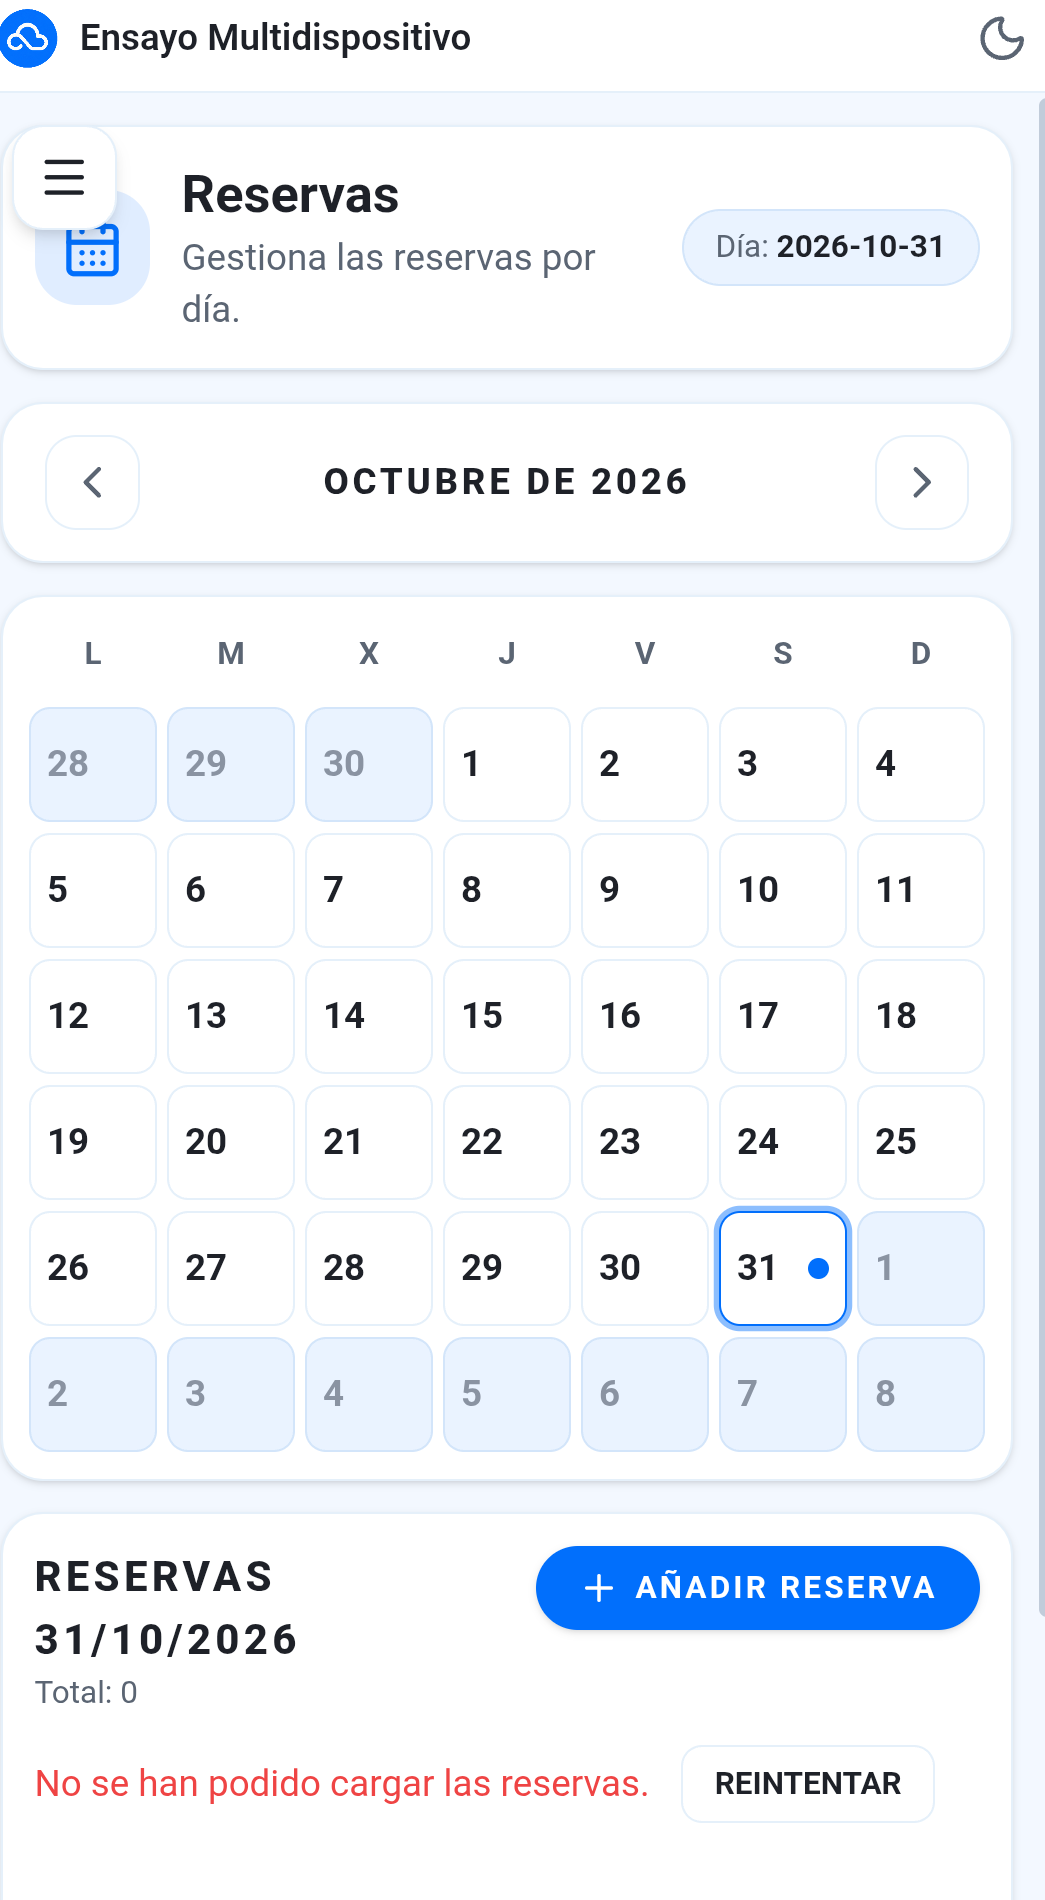 Ensayo Multidispositivo
Reservas
Gestiona las reservas por
día.
Día: 2026-10-31
OCTUBRE DE 2026
L M X J V S D
28 29 30 1 2 3 4
5 6 7 8 9 10 11
12 13 14 15 16 17 18
19 20 21 22 23 24 25
26 27 28 29 30 31 1
2 3 4 5 6 7 8
RESERVAS
31/10/2026
Total: 0
AÑADIR RESERVA
No se han podido cargar las reservas.
REINTENTAR